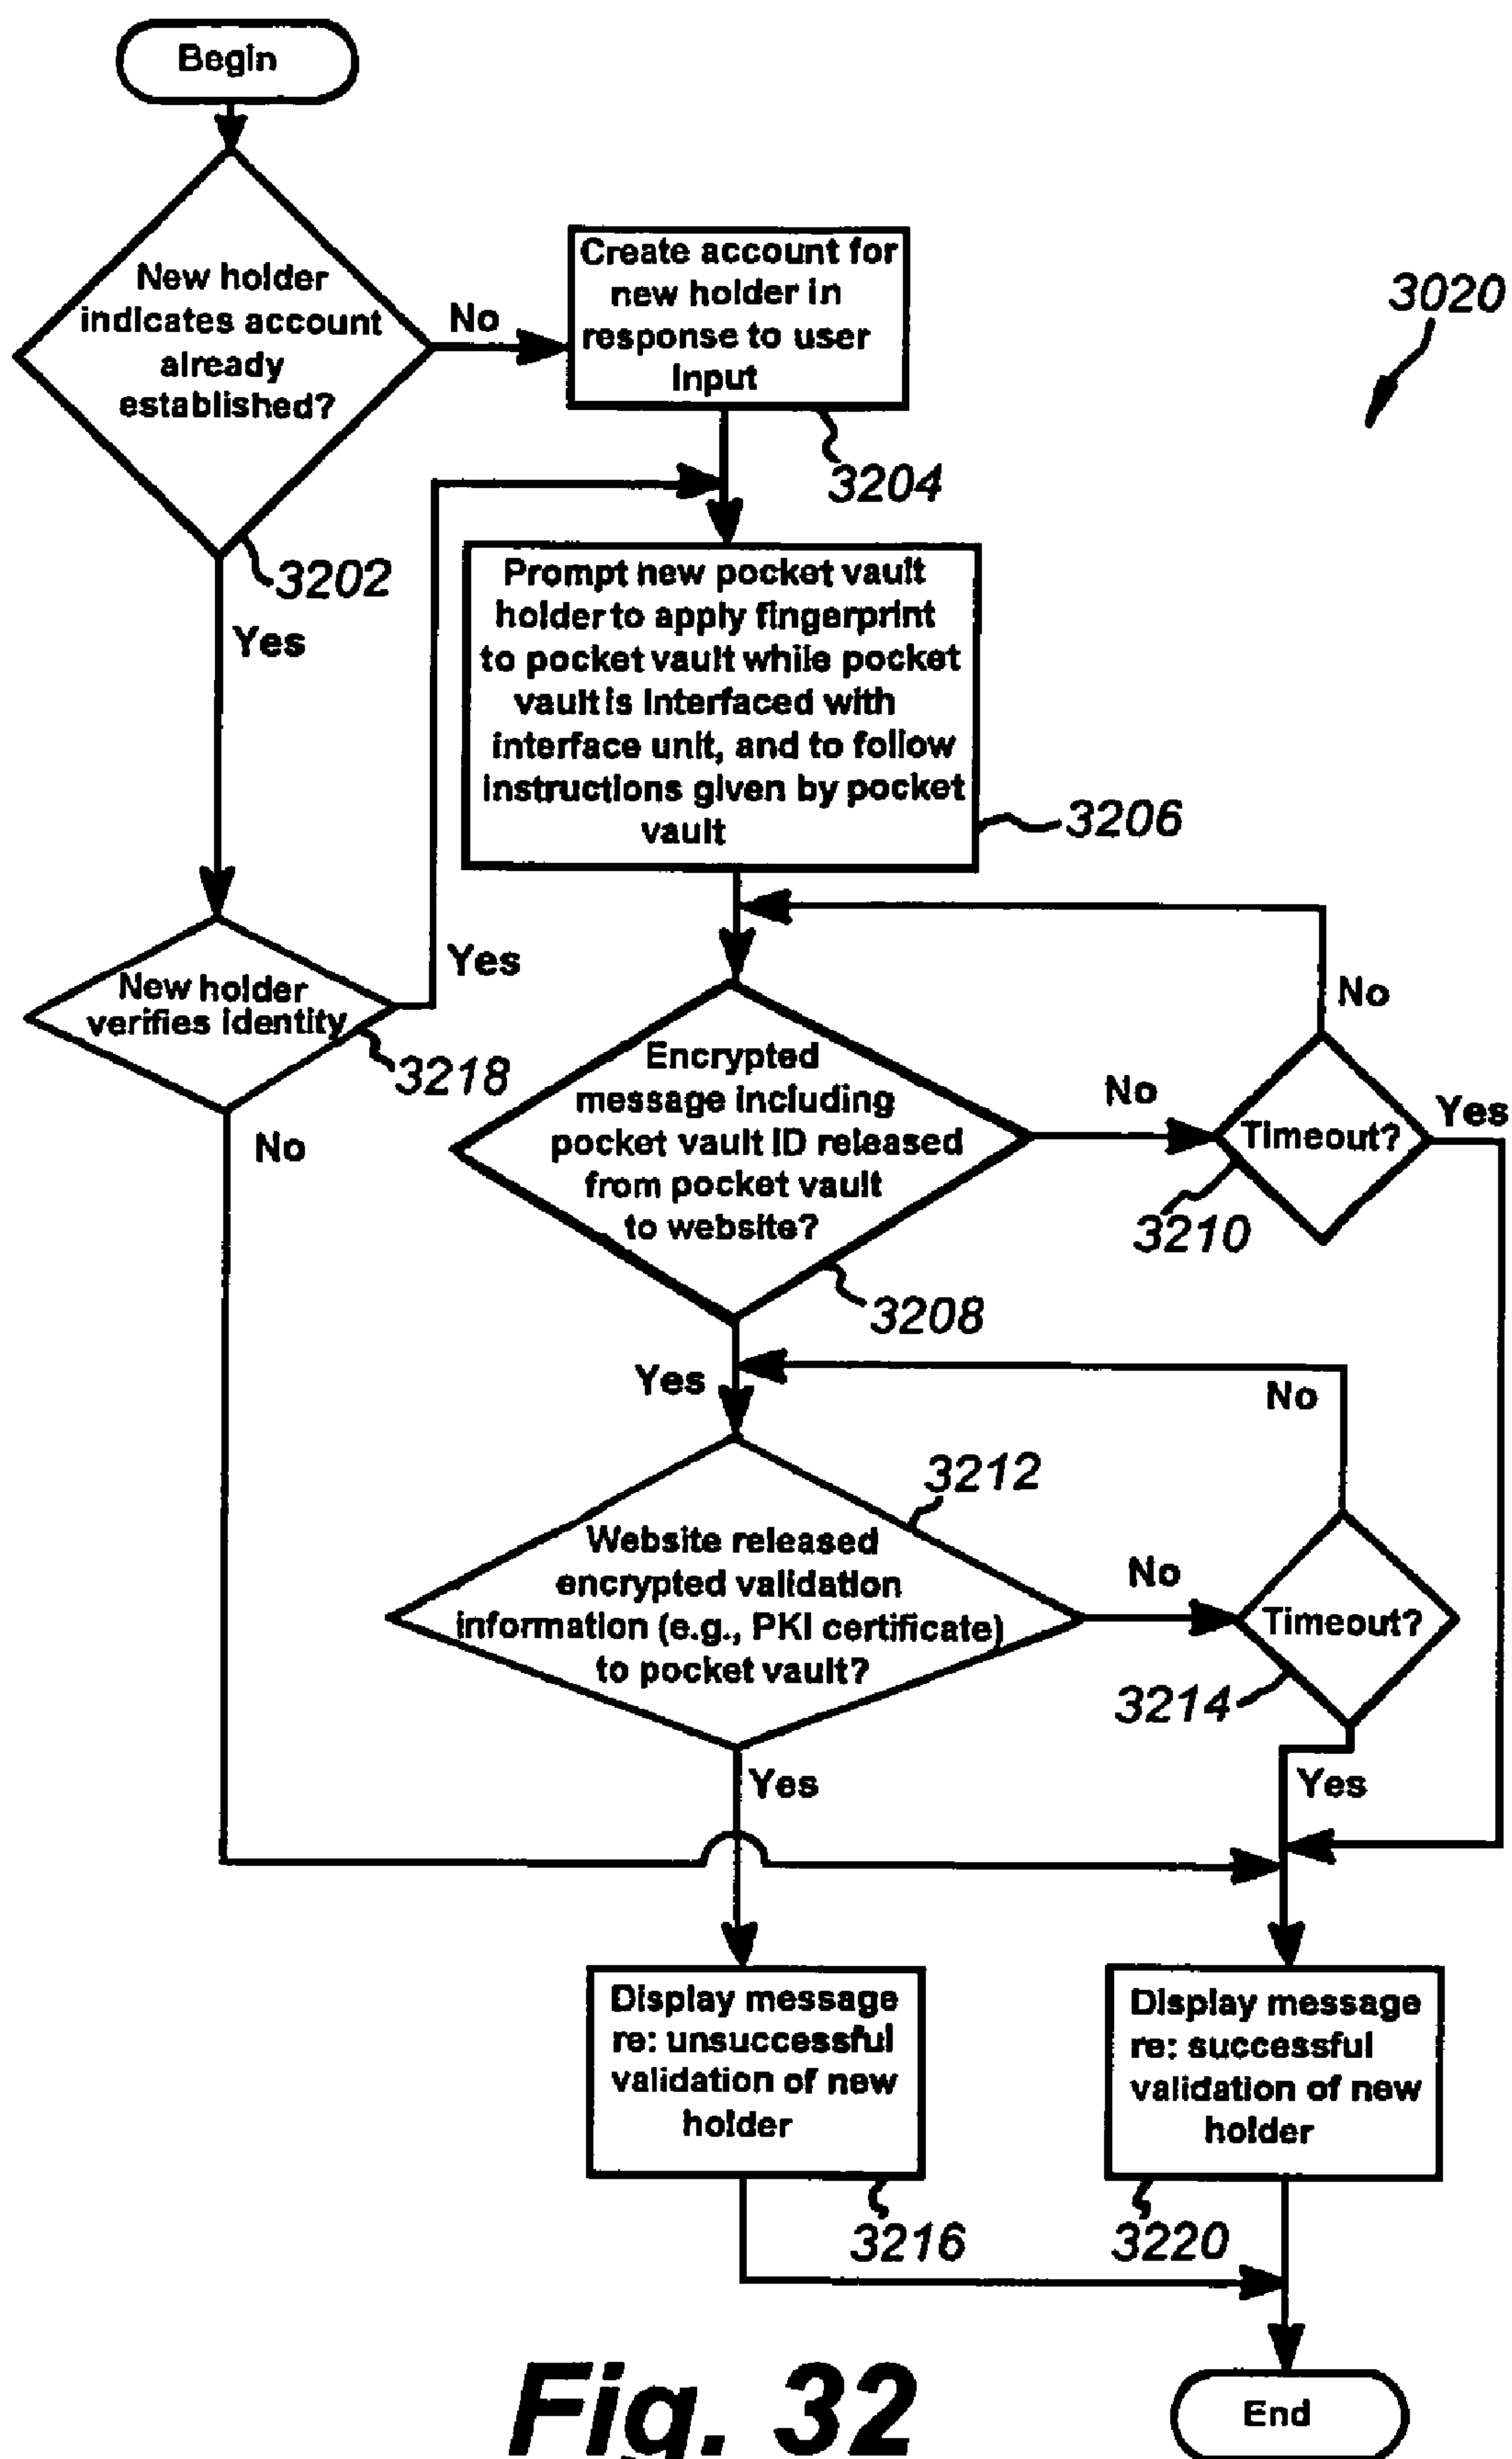 Begin
New holder
indicates account
already
established?
No
Create account for
new holder in
response to user
Input
3020
3204
3202
Yes
Prompt new pocket vault
holder to apply fingerprint
to pocket vault while pocket
vault is Interfaced with
interface unit, and to follow
instructions given by pocket
vault
3206
New holder
verifies identity
Yes
3218
No
Encrypted
message including
pocket vault ID released
from pocket vault
to website?
No
No
Timeout?
Yes
3210
3208
Yes
No
3212
Website released
encrypted validation
information (e.g., PKI certificate)
to pocket vault?
No
Timeout?
3214
Yes
Yes
Display message
re: unsuccessful
validation of new
holder
Display message
re: successful
validation of new
holder
3216
3220
Fig. 32
End